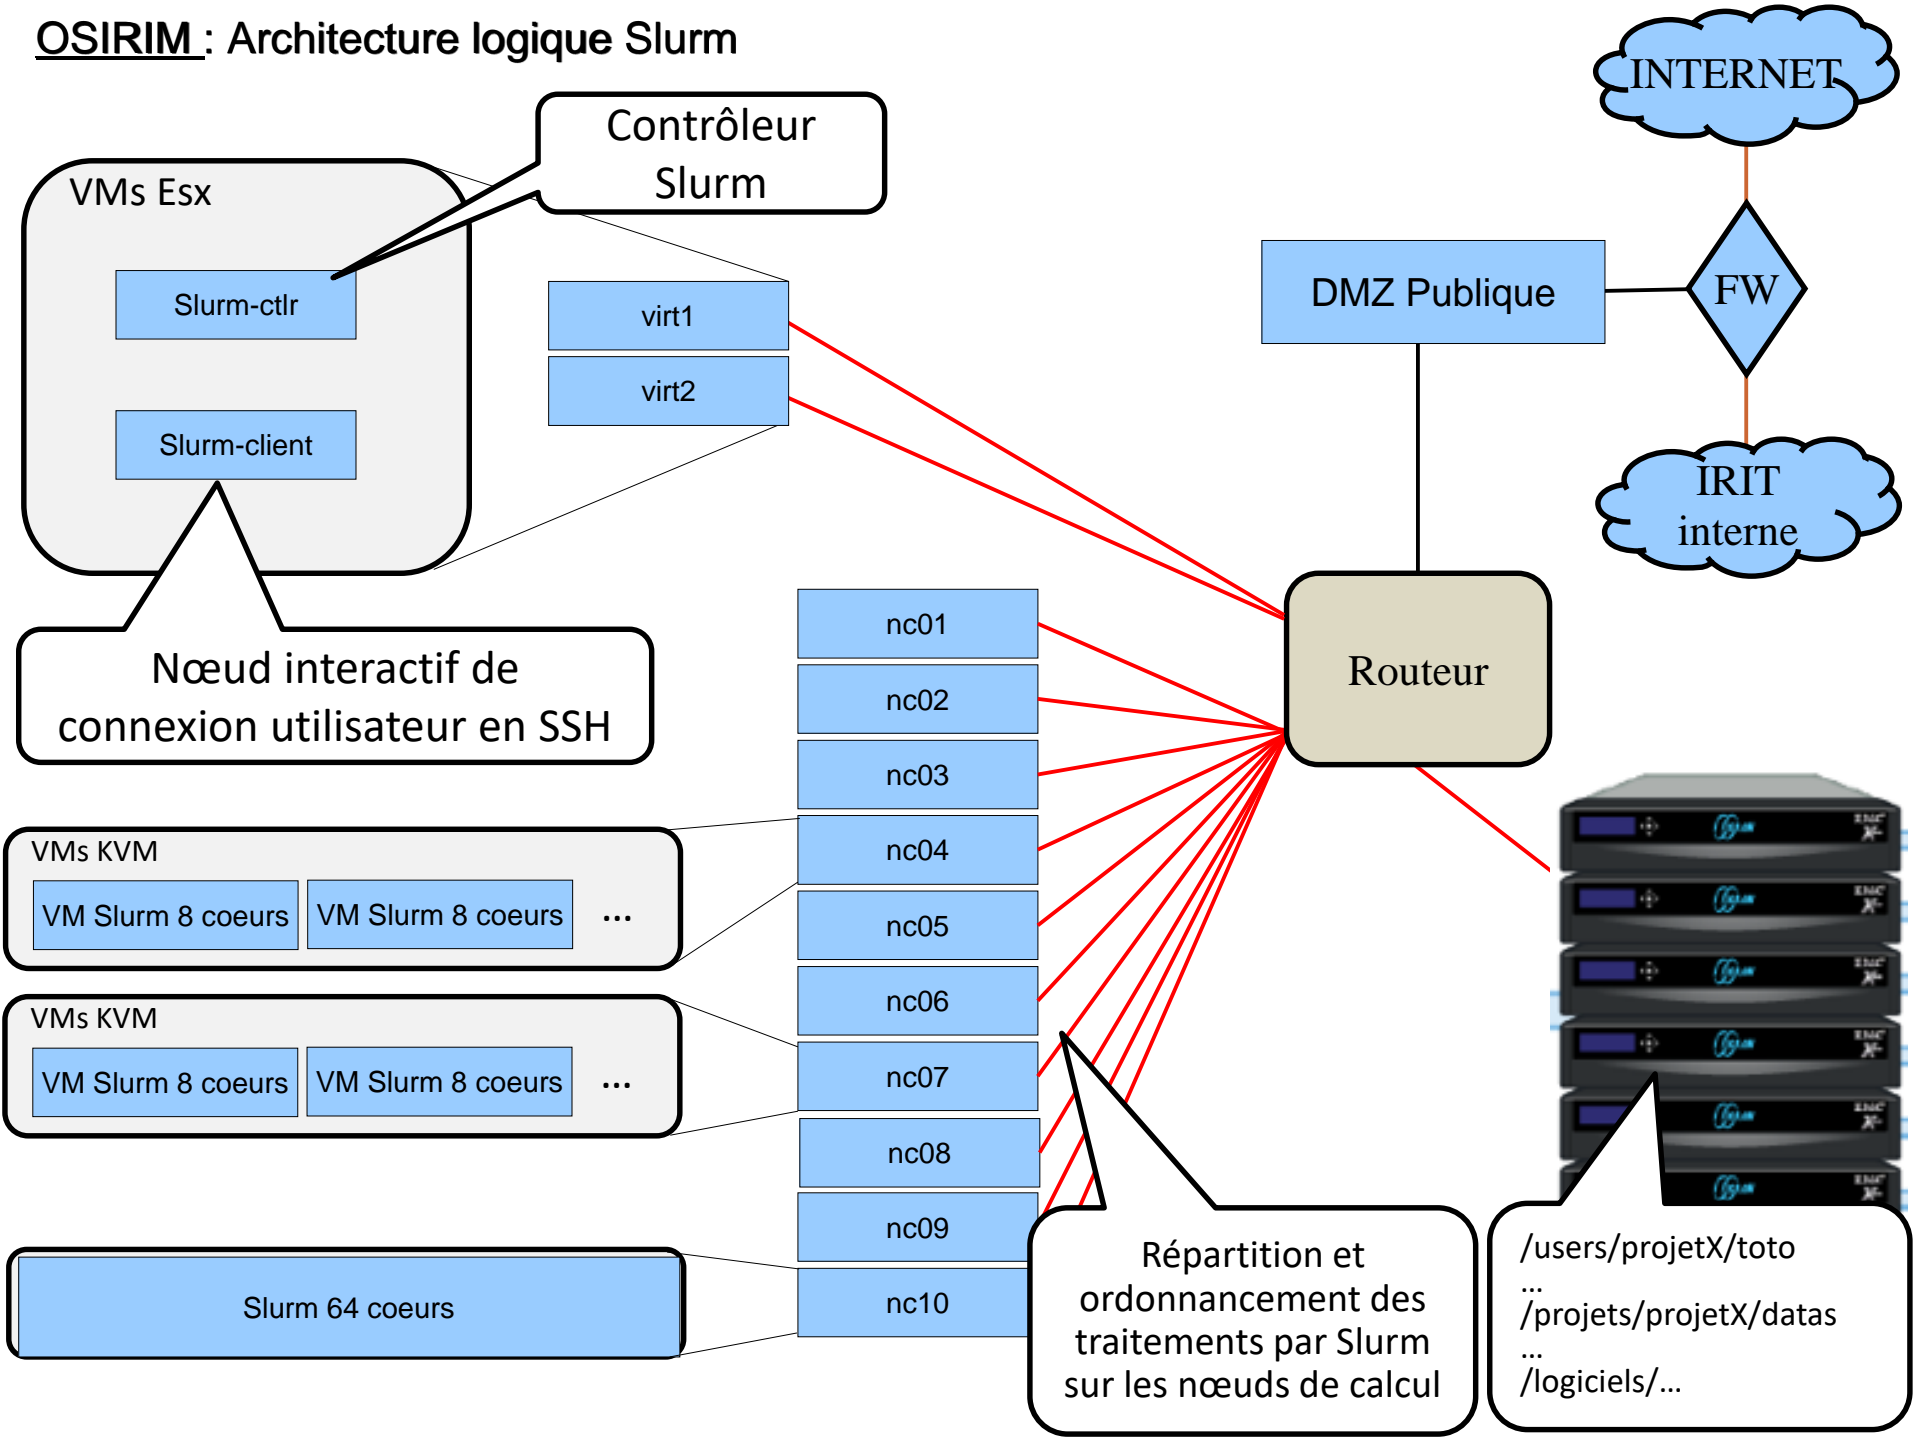 OSIRIM : Architecture logique Slurm
INTERNET
Contrôleur
Slurm
VMs Esx
Slurm-ctlr
virt1
DMZ Publique
FW
virt2
Slurm-client
IRIT
interne
nc01
Nœud interactif de
connexion utilisateur en SSH
Routeur
nc02
nc03
VMs KVM
nc04
VM Slurm 8 coeurs
VM Slurm 8 coeurs
...
nc05
nc06
VMs KVM
VM Slurm 8 coeurs
VM Slurm 8 coeurs
...
nc07
nc08
nc09
Slurm 64 coeurs
nc10
Répartition et
ordonnancement des
traitements par Slurm
sur les nœuds de calcul
/users/projetX/toto
...
/projets/projetX/datas
...
/logiciels/...